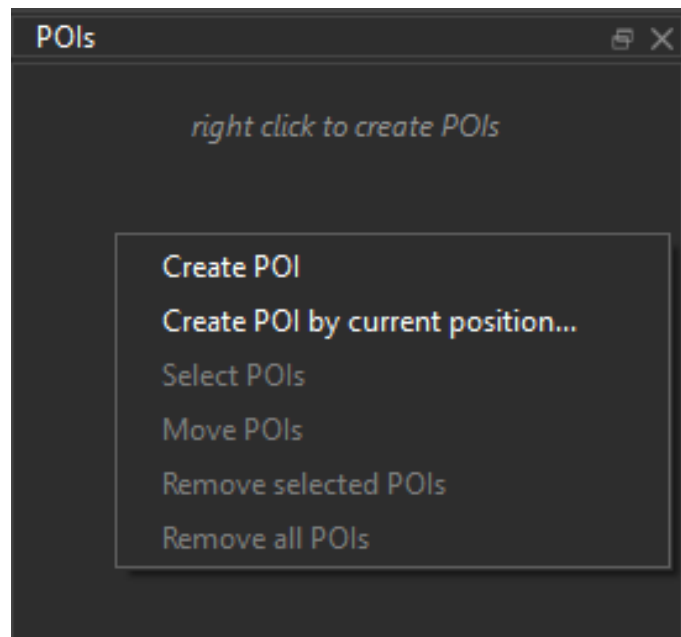 POIs
right click to create POIs
Create POI
Create POI by current position...
Select POIs
Move POIs
Remove selected POIs
Remove all POIs